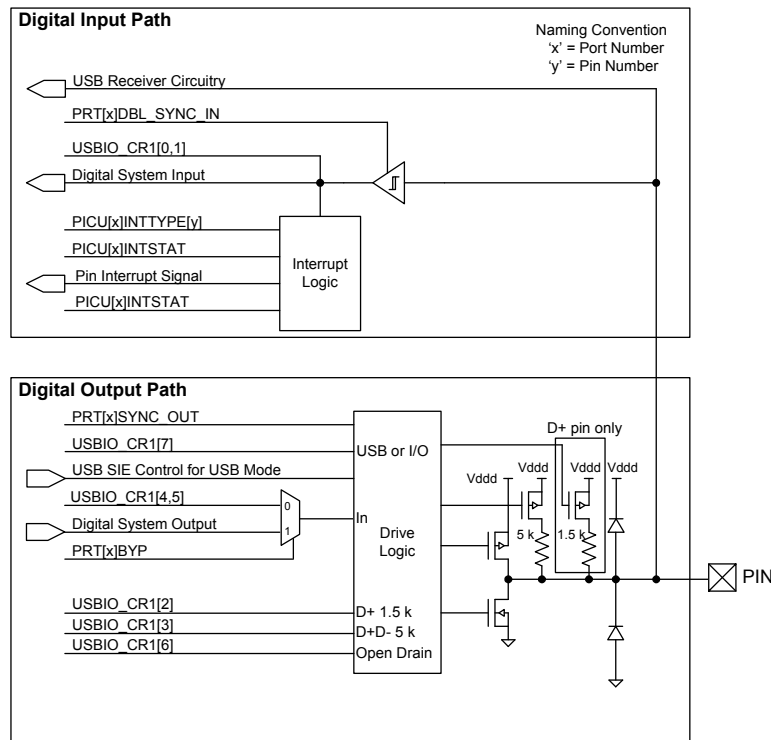 Digital Input Path
Naming Convention
‘x’ = Port Number
‘y’ = Pin Number
USB Receiver Circuitry
PRT[x]DBL_SYNC_IN
USBIO_CR1[0,1]
Digital System Input
PICU[x]INTTYPE[y]
PICU[x]INTSTAT
Pin Interrupt Signal
PICU[x]INTSTAT
Interrupt
Logic
Digital Output Path
PRT[x]SYNC_OUT
USBIO_CR1[7]
USB SIE Control for USB Mode
USBIO_CR1[4,5]
Digital System Output
PRT[x]BYP
0
1
USBIO_CR1[2]
USBIO_CR1[3]
USBIO_CR1[6]
USB or I/O
In
Drive
Logic
D+ 1.5 k
D+D- 5 k
Open Drain
D+ pin only
Vddd
Vddd
Vddd
Vddd
5 k
1.5 k
PIN